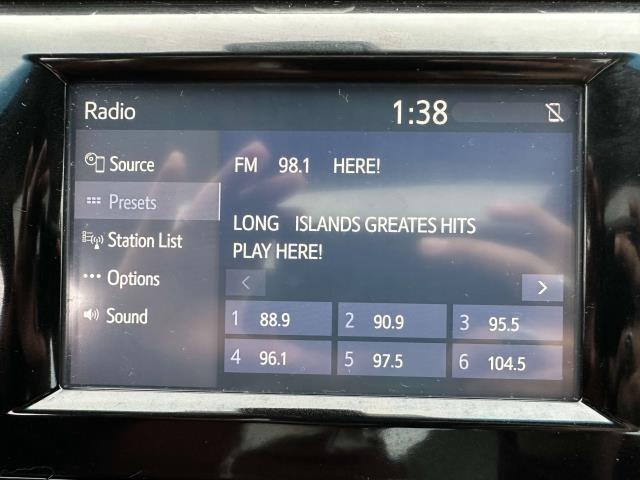 Radio 1:38
Source
FM 98.1 HERE!
Presets
LONG ISLANDS GREATES HITS
Station List
PLAY HERE!
Options
Sound
1 88.9 2 90.9 3 95.5
4 96.1 5 97.5 6 104.5